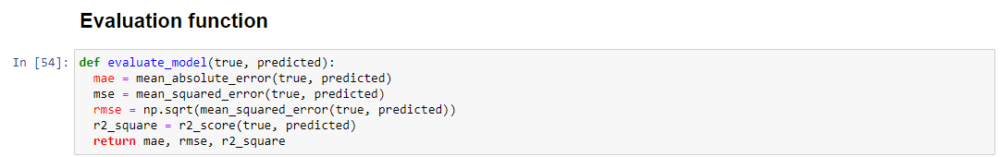 Evaluation function
In [54]: def evaluate_model(true, predicted):
  mae = mean_absolute_error(true, predicted)
  mse = mean_squared_error(true, predicted)
  rmse = np.sqrt(mean_squared_error(true, predicted))
  r2_square = r2_score(true, predicted)
  return mae, rmse, r2_square